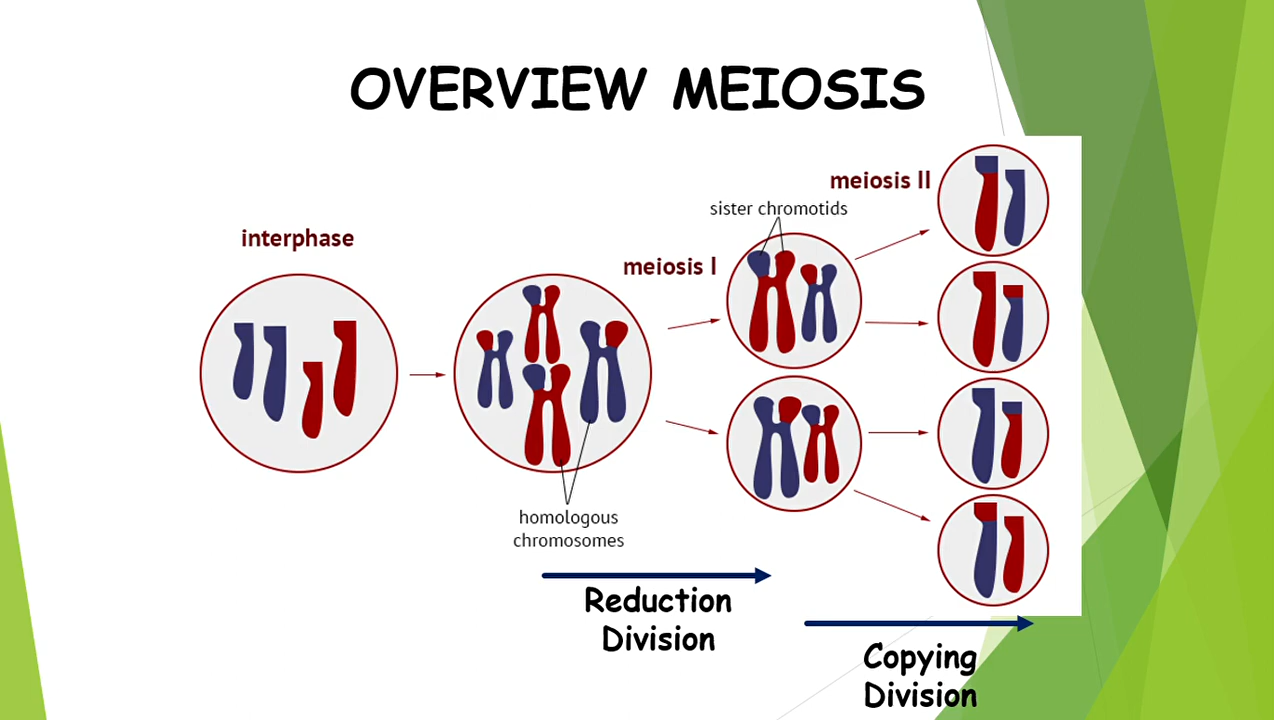 OVERVIEW MEIOSIS
meiosis II
sister chromotids
interphase
meiosis I
homologous
chromosomes
Reduction
Division
Copying
Division